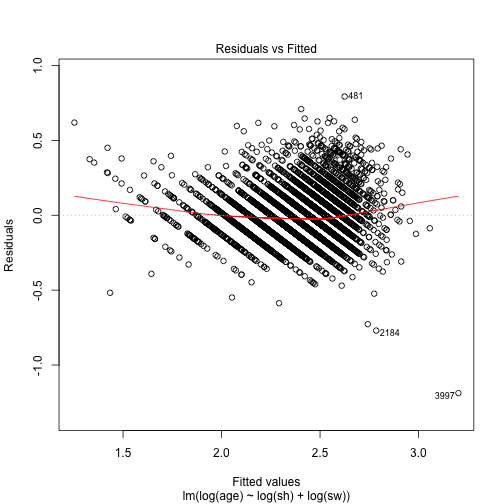 Residuals vs Fitted
1.0
0.5
0.0
-0.5
-1.0
Residuals
481
2184
3997
1.5 2.0 2.5 3.0
Fitted values
lm(log(age) ~ log(sh) + log(sw))